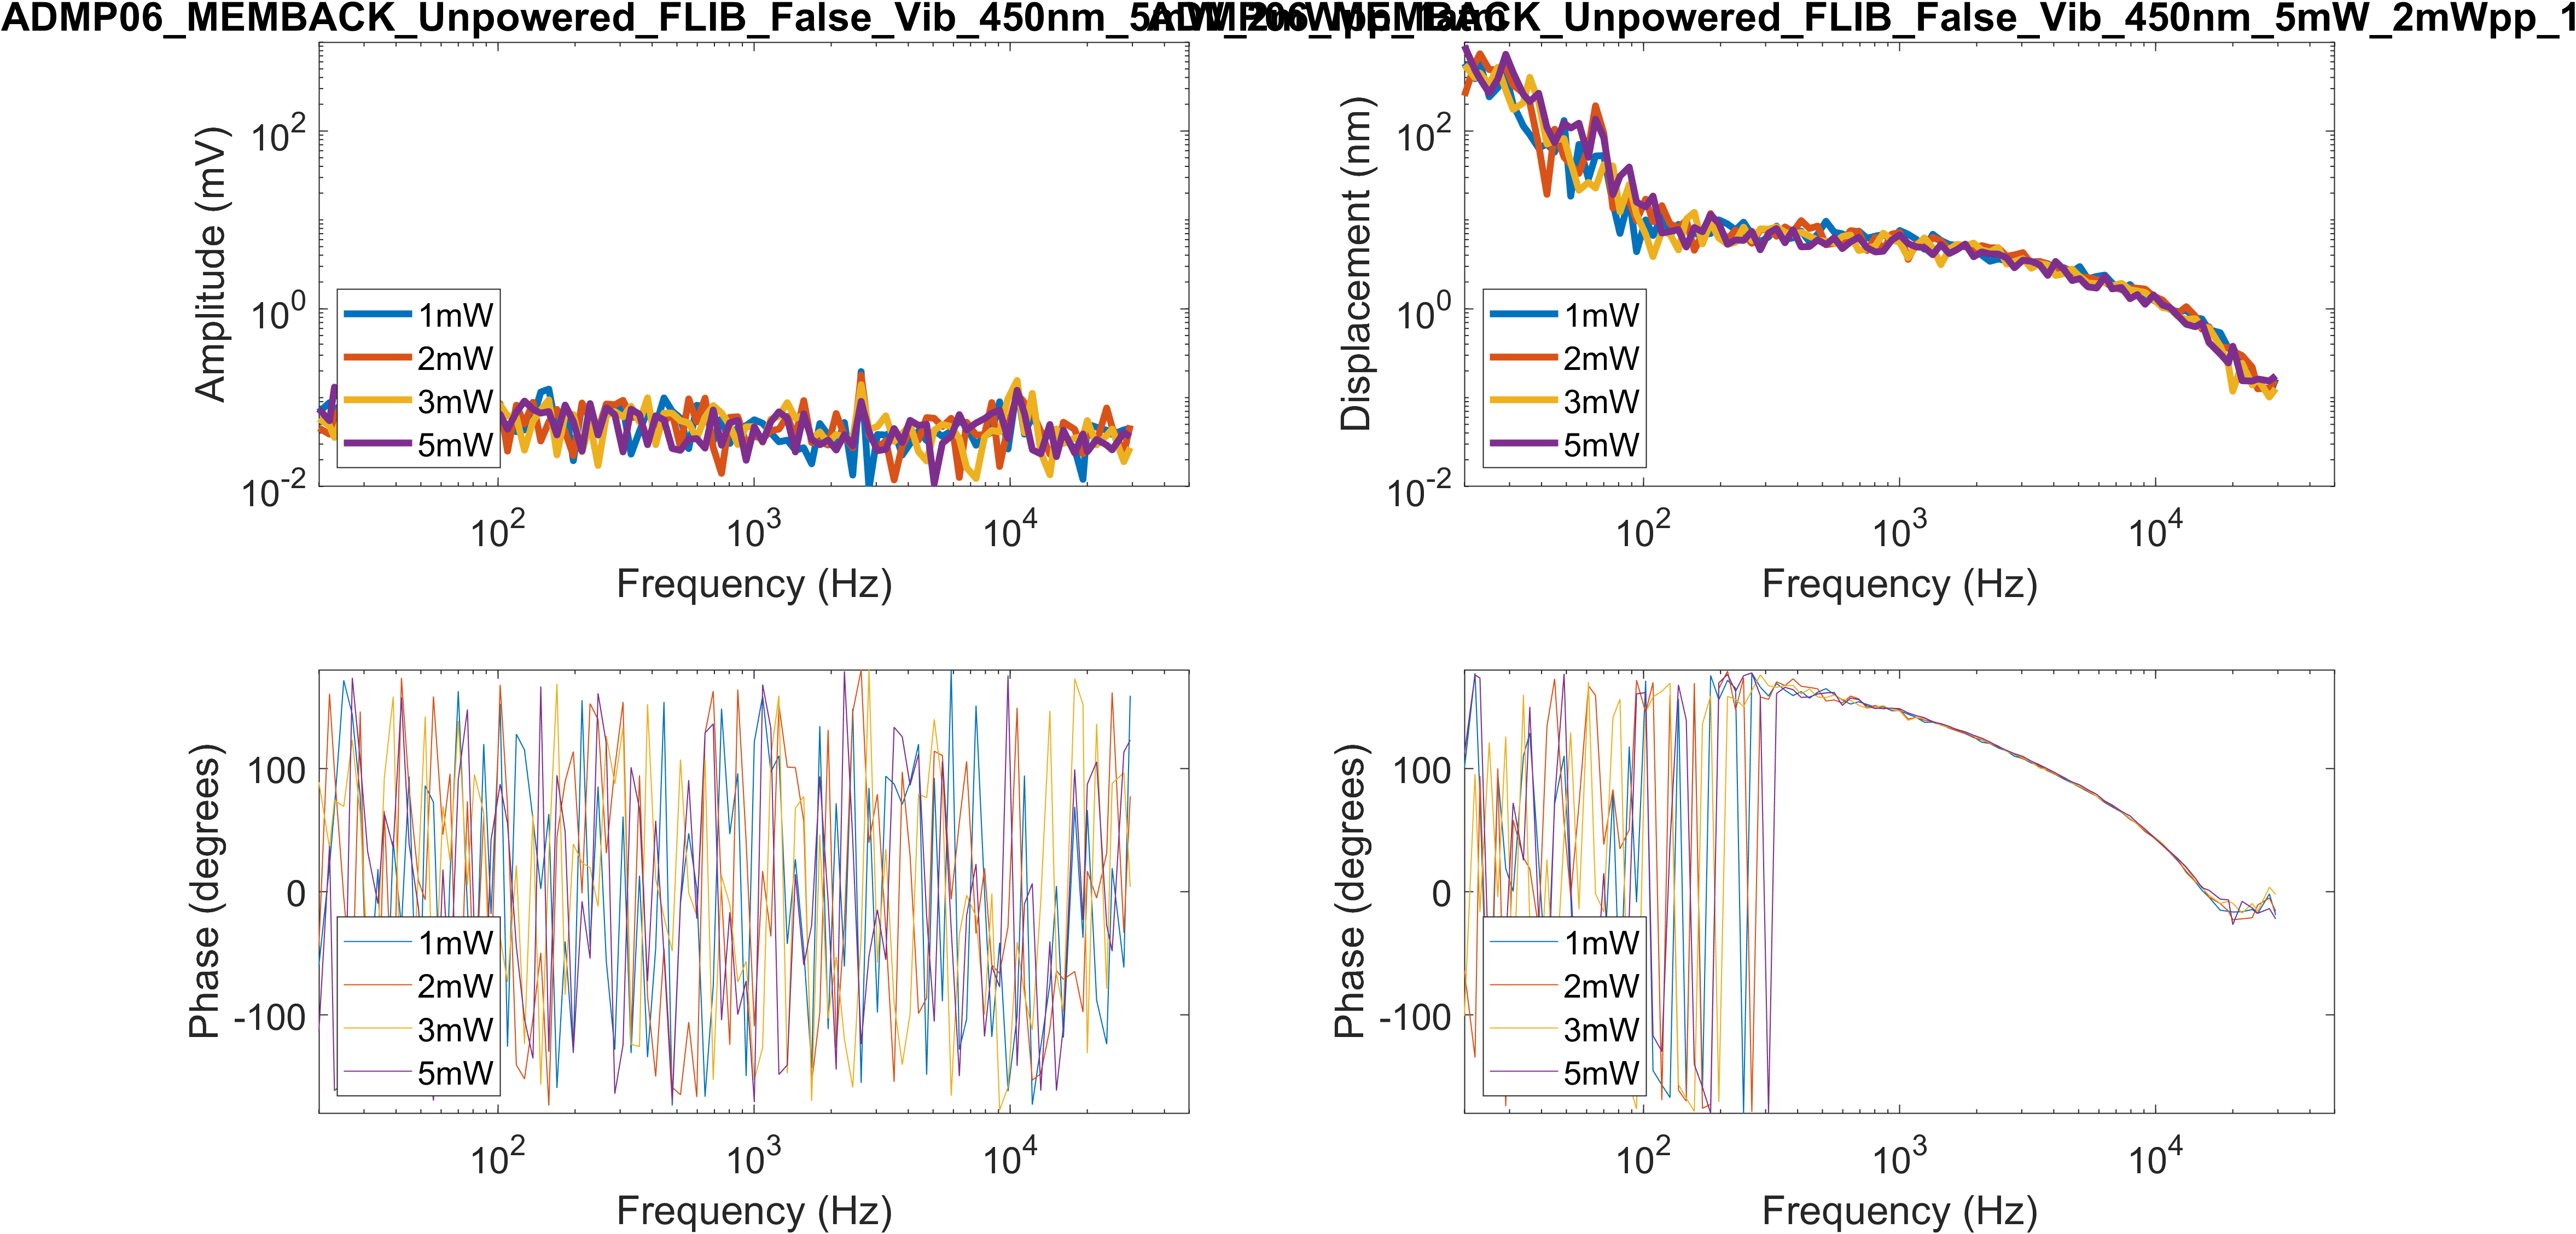 ADMP06_MEMBACK_Unpowered_FLIB_False_Vib_450nm_5mW_2mWpp_1atm
ADMP06_MEMBACK_Unpowered_FLIB_False_Vib_450nm_5mW_2mWpp_1
Amplitude (mV)
10^2
10^0
10^-2
1mW
2mW
3mW
5mW
10^2
10^3
10^4
Frequency (Hz)
Displacement (nm)
10^2
10^0
10^-2
1mW
2mW
3mW
5mW
10^2
10^3
10^4
Frequency (Hz)
Phase (degrees)
100
0
-100
1mW
2mW
3mW
5mW
10^2
10^3
10^4
Frequency (Hz)
Phase (degrees)
100
0
-100
1mW
2mW
3mW
5mW
10^2
10^3
10^4
Frequency (Hz)